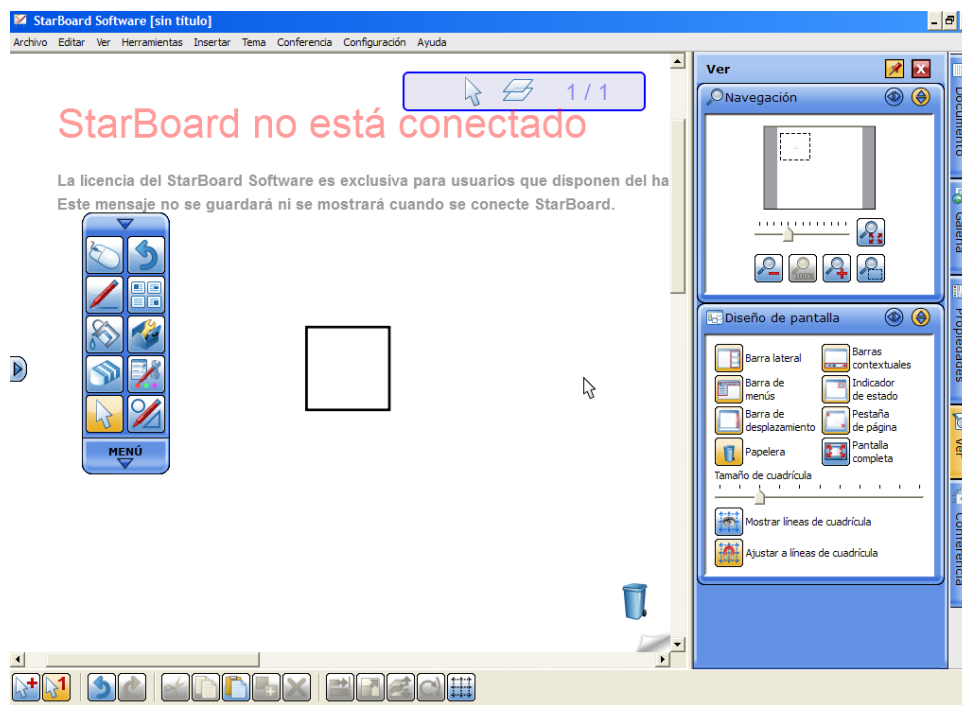 StarBoard Software [sin título]
Archivo Editar Ver Herramientas Insertar Tema Conferencia Configuración Ayuda
1 / 1
StarBoard no está conectado
La licencia del StarBoard Software es exclusiva para usuarios que disponen del ha
Este mensaje no se guardará ni se mostrará cuando se conecte StarBoard.
MENÚ
Ver
Navegación
100%
Diseño de pantalla
Barra lateral
Barras
contextuales
Barra de
menús
Indicador
de estado
Barra de
desplazamiento
Pestaña
de página
Papelera
Pantalla
completa
Tamaño de cuadrícula
Mostrar líneas de cuadrícula
Ajustar a líneas de cuadrícula
Documento
Galería
Propiedades
Ver
Conferencia
1